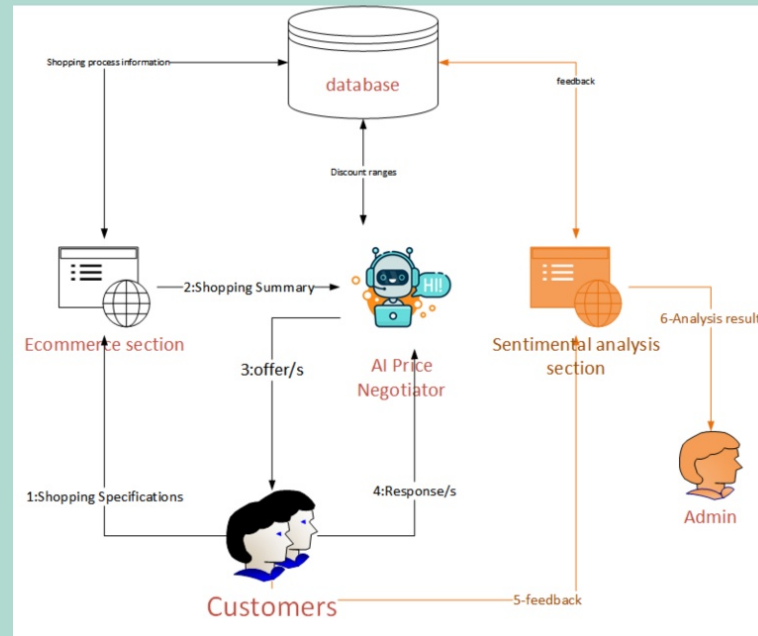 Shopping process information
database
feedback
Discount ranges
HI!
2:Shopping Summary
6-Analysis result
Ecommerce section
AI Price
Negotiator
Sentimental analysis
section
3:offer/s
1:Shopping Specifications
4:Response/s
Admin
Customers
5-feedback